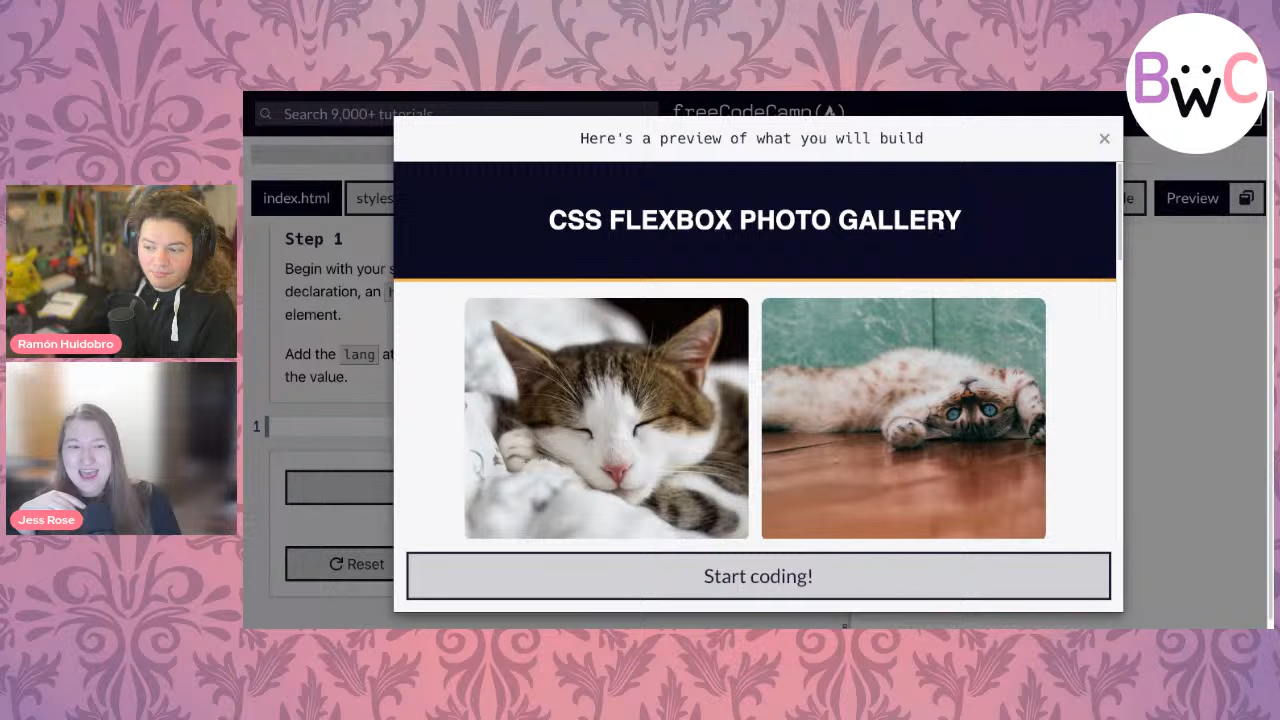 BWC
Search 9,000+ tutorials
freeCodeCamp(
Here's a preview of what you will build
×
index.html
styles
Preview
CSS FLEXBOX PHOTO GALLERY
Step 1
Begin with your
declaration, an
element.
Add the lang
the value.
1
Reset
Start coding!
Ramón Huidobro
Jess Rose